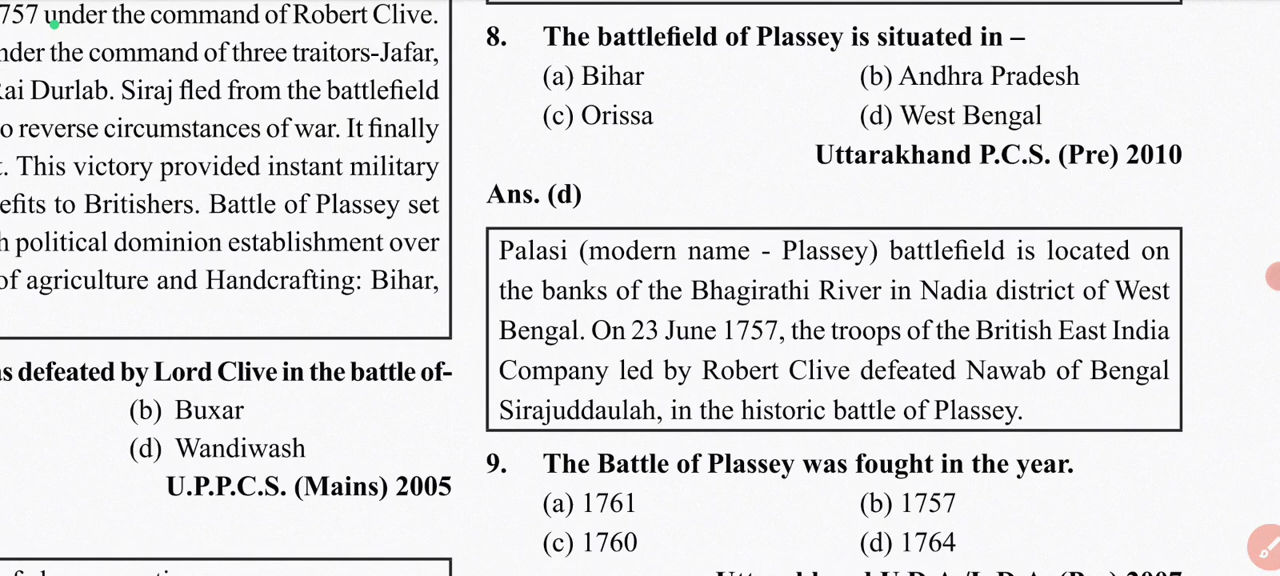 757 under the command of Robert Clive.
nder the command of three traitors-Jafar,
ai Durlab. Siraj fled from the battlefield
o reverse circumstances of war. It finally
. This victory provided instant military
efits to Britishers. Battle of Plassey set
h political dominion establishment over
of agriculture and Handcrafting: Bihar,
s defeated by Lord Clive in the battle of-
(b) Buxar
(d) Wandiwash
U.P.P.C.S. (Mains) 2005
8. The battlefield of Plassey is situated in –
(a) Bihar (b) Andhra Pradesh
(c) Orissa (d) West Bengal
Uttarakhand P.C.S. (Pre) 2010
Ans. (d)
Palasi (modern name - Plassey) battlefield is located on
the banks of the Bhagirathi River in Nadia district of West
Bengal. On 23 June 1757, the troops of the British East India
Company led by Robert Clive defeated Nawab of Bengal
Sirajuddaulah, in the historic battle of Plassey.
9. The Battle of Plassey was fought in the year.
(a) 1761 (b) 1757
(c) 1760 (d) 1764